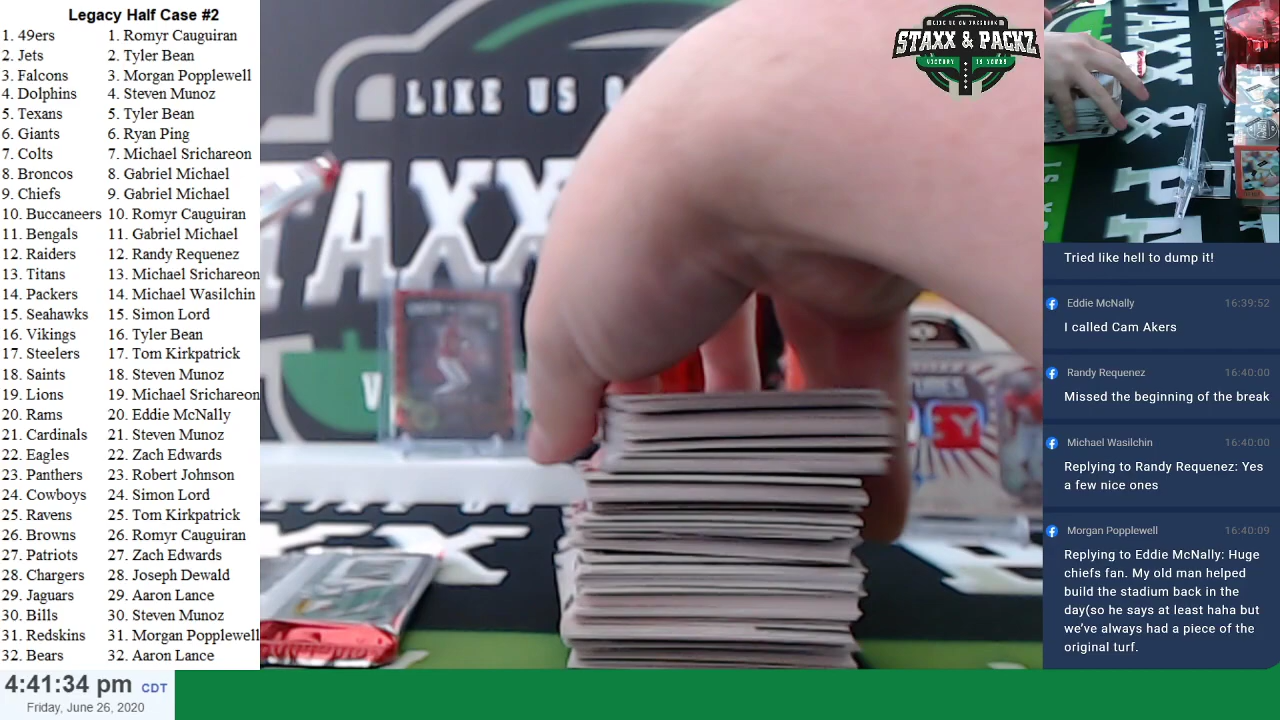 Legacy Half Case #2
1. 49ers 1. Romyr Cauguiran
2. Jets 2. Tyler Bean
3. Falcons 3. Morgan Popplewell
4. Dolphins 4. Steven Munoz
5. Texans 5. Tyler Bean
6. Giants 6. Ryan Ping
7. Colts 7. Michael Srichareon
8. Broncos 8. Gabriel Michael
9. Chiefs 9. Gabriel Michael
10. Buccaneers 10. Romyr Cauguiran
11. Bengals 11. Gabriel Michael
12. Raiders 12. Randy Requenez
13. Titans 13. Michael Srichareon
14. Packers 14. Michael Wasilchin
15. Seahawks 15. Simon Lord
16. Vikings 16. Tyler Bean
17. Steelers 17. Tom Kirkpatrick
18. Saints 18. Steven Munoz
19. Lions 19. Michael Srichareon
20. Rams 20. Eddie McNally
21. Cardinals 21. Steven Munoz
22. Eagles 22. Zach Edwards
23. Panthers 23. Robert Johnson
24. Cowboys 24. Simon Lord
25. Ravens 25. Tom Kirkpatrick
26. Browns 26. Romyr Cauguiran
27. Patriots 27. Zach Edwards
28. Chargers 28. Joseph Dewald
29. Jaguars 29. Aaron Lance
30. Bills 30. Steven Munoz
31. Redskins 31. Morgan Popplewell
32. Bears 32. Aaron Lance
4:41:34 pm CDT
Friday, June 26, 2020
LIKE US
AXX
LIKE US ON FACEBOOK
STAXX & PACKZ
VICTORY IS YOURS
AXX
&
PA
IS
Tried like hell to dump it!
Eddie McNally 16:39:52
I called Cam Akers
Randy Requenez 16:40:00
Missed the beginning of the break
Michael Wasilchin 16:40:00
Replying to Randy Requenez: Yes
a few nice ones
Morgan Popplewell 16:40:09
Replying to Eddie McNally: Huge
chiefs fan. My old man helped
build the stadium back in the
day(so he says at least haha but
we've always had a piece of the
original turf.